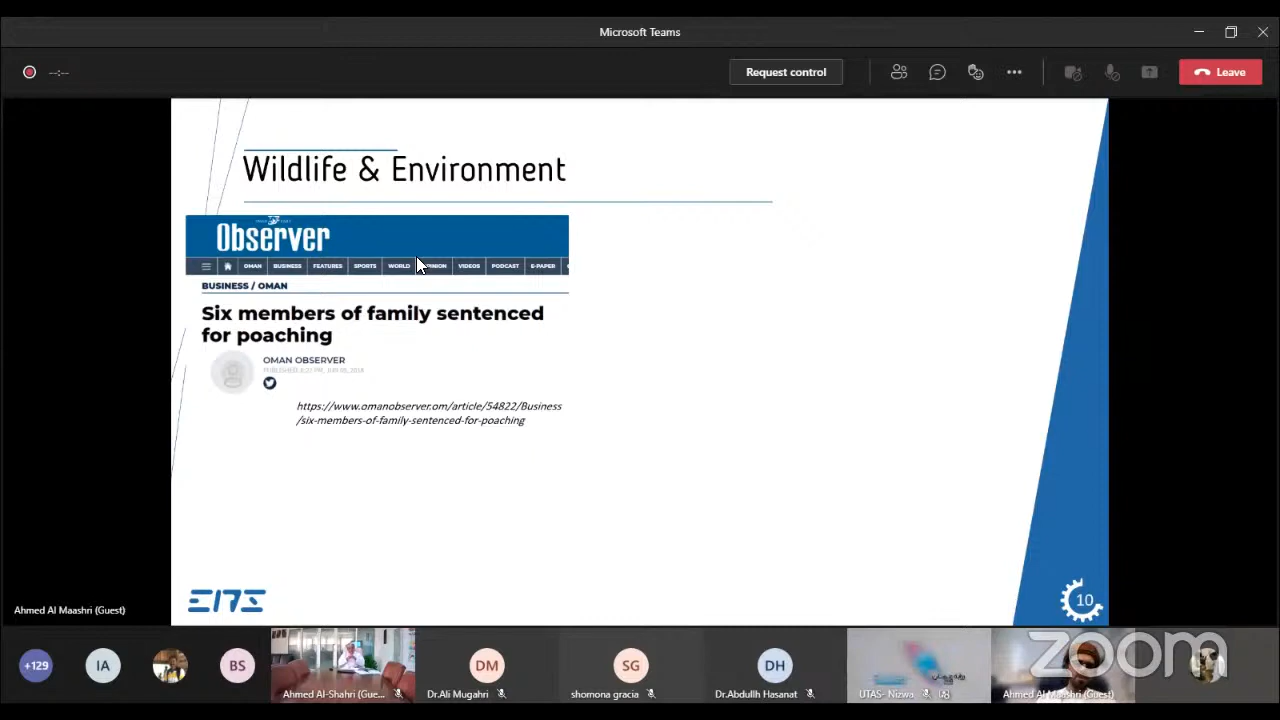 Microsoft Teams
--:--
Request control
Leave
Wildlife & Environment
Observer
OMAN BUSINESS FEATURES SPORTS WORLD VIDEOS PODCAST E-PAPER
BUSINESS / OMAN
Six members of family sentenced
for poaching
OMAN OBSERVER
https://www.omanobserver.om/article/54822/Business
/six-members-of-family-sentenced-for-poaching
10
Ahmed Al Maashri (Guest)
+129
IA
BS
DM
SG
DH
Ahmed Al-Shahri (Gue...
Dr.Ali Mugahri
shomona gracia
Dr.Abdullh Hasanat
UTAS- Nizwa
Ahmed Al Maashri (Guest)
zoom